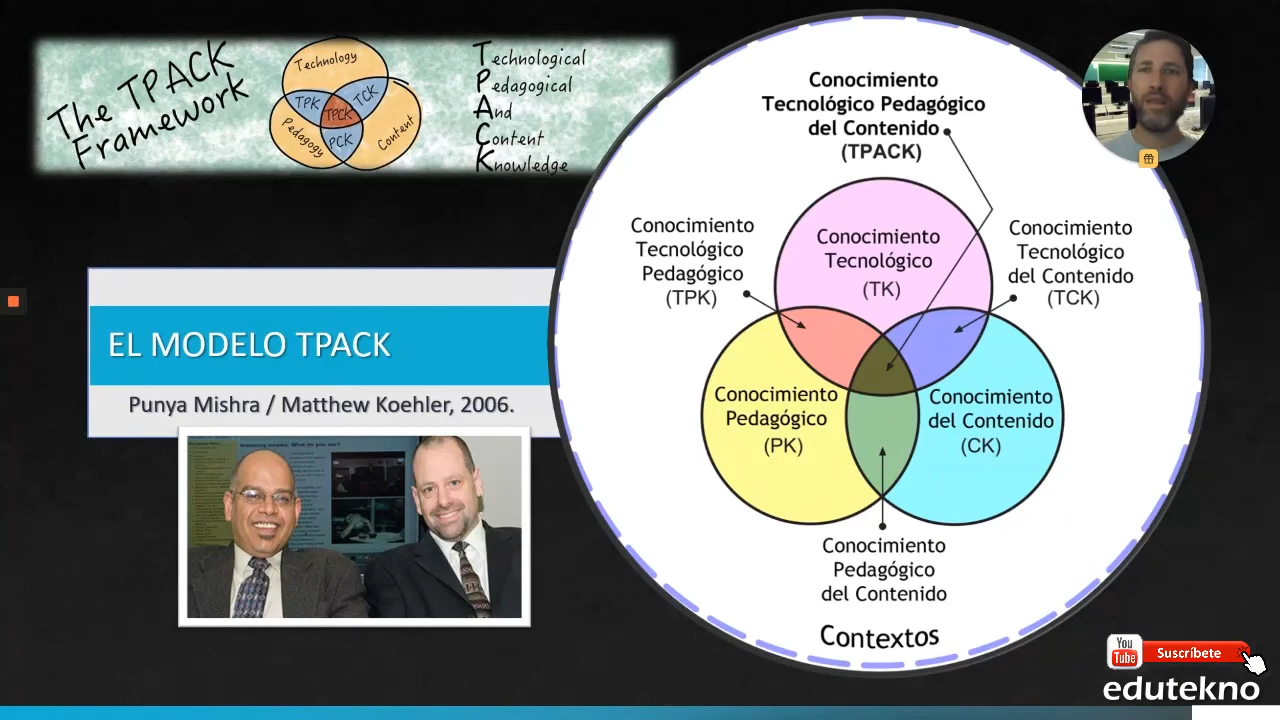 The TPACK
Framework
Technology
TPK
TCK
TPCK
Pedagogy
PCK
Content
Technological
Pedagogical
And
Content
Knowledge
EL MODELO TPACK
Punya Mishra / Matthew Koehler, 2006.
Conocimiento
Tecnológico Pedagógico
del Contenido
(TPACK)
Conocimiento
Tecnológico
Pedagógico
(TPK)
Conocimiento
Tecnológico
(TK)
Conocimiento
Tecnológico
del Contenido
(TCK)
Conocimiento
Pedagógico
(PK)
Conocimiento
del Contenido
(CK)
Conocimiento
Pedagógico
del Contenido
Contextos
You
Tube
Suscríbete
edutekno